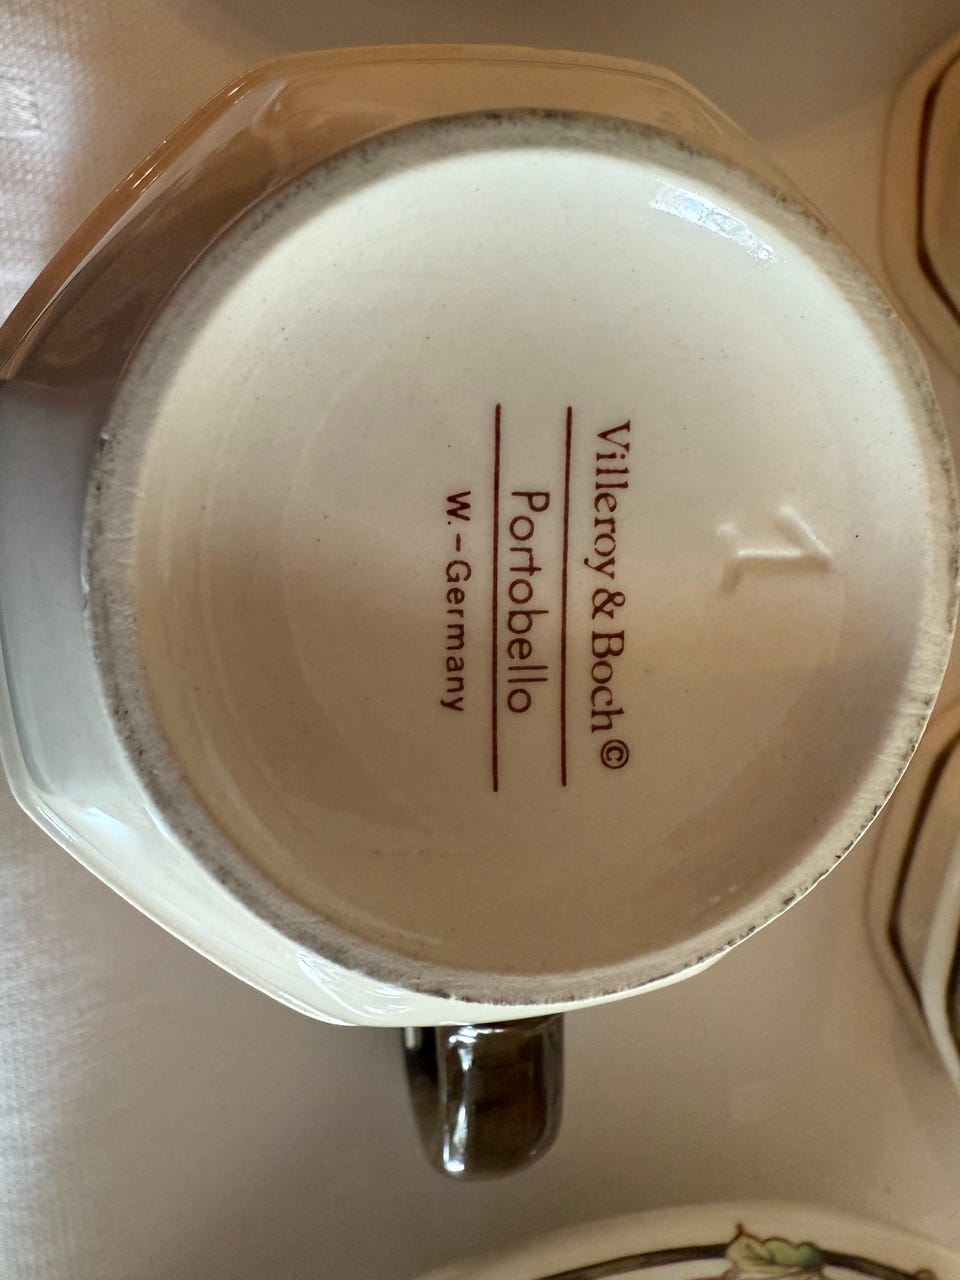 1
Villeroy & Boch ©
Portobello
W.-Germany